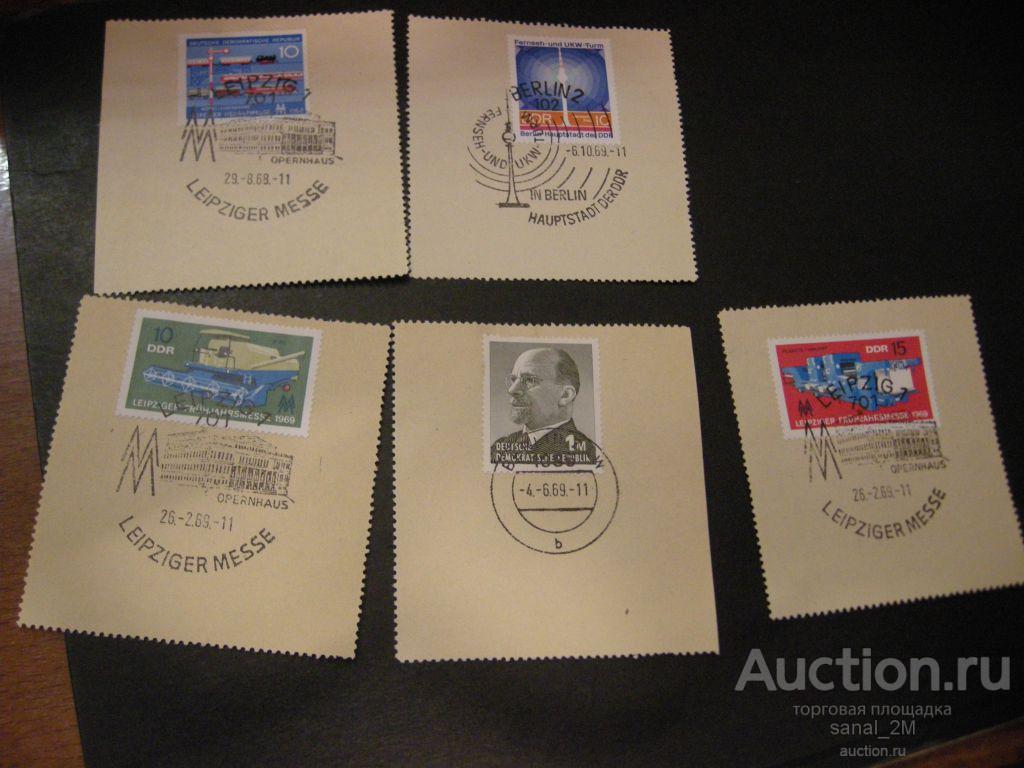 DEUTSCHE DEMOKRATISCHE REPUBLIK
10
LEIPZIG 1
701
OPERNHAUS
29.-8.68.-11
LEIPZIGER MESSE
Fernseh- und UKW-Turm
BERLIN 2
102
DDR 10
Berlin Hauptstadt der DDR
FERNSEH-UND UKW-TURM
-6.10.69.-11
IN BERLIN
HAUPTSTADT DER DDR
10
DDR
LEIPZIGER FRÜHJAHRSMESSE 1969
LEIPZIG 1
701
OPERNHAUS
26.-2.69.-11
LEIPZIGER MESSE
1 M
DEUTSCHE
DEMOKRATISCHE REPUBLIK
-4.-6.69.-11
b
DDR 15
LEIPZIG 1
701
LEIPZIGER FRÜHJAHRSMESSE 1969
OPERNHAUS
26.-2.69.-11
LEIPZIGER MESSE
Auction.ru
торговая площадка
sanal_2M
auction.ru